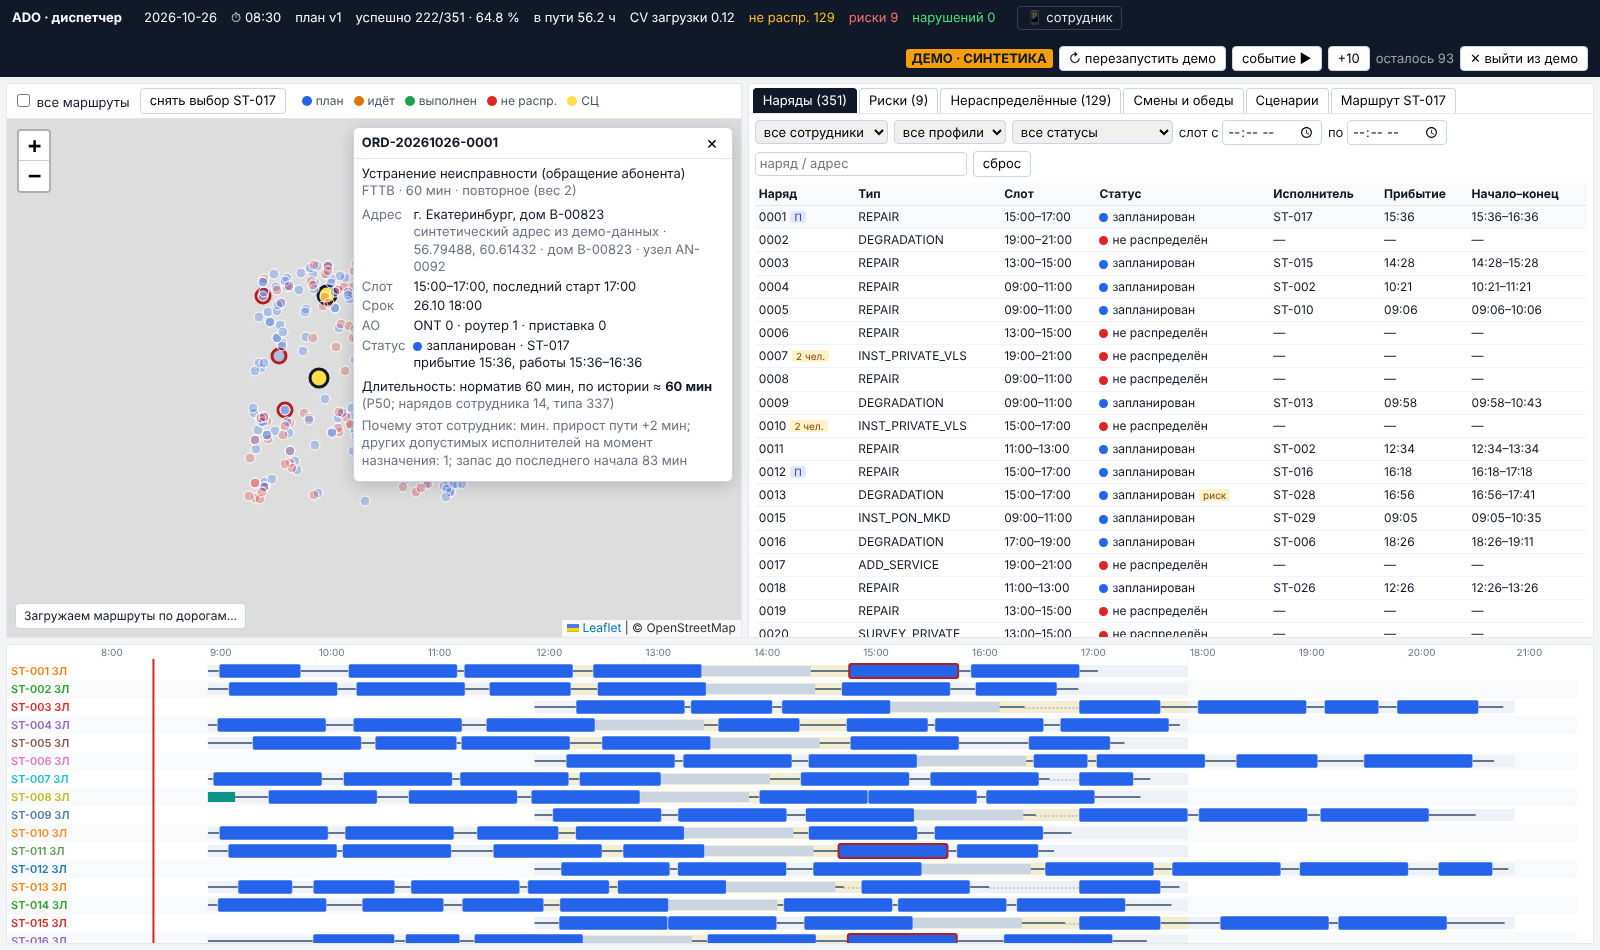 ADO · диспетчер 2026-10-26 ⏱ 08:30 план v1 успешно 222/351 · 64.8 % в пути 56.2 ч CV загрузки 0.12 не распр. 129 риски 9 нарушений 0 📱 сотрудник
ДЕМО · СИНТЕТИКА ↻ перезапустить демо событие ▶ +10 осталось 93 ✕ выйти из демо
все маршруты снять выбор ST-017 план идёт выполнен не распр. СЦ
+
−
ORD-20261026-0001 ×
Устранение неисправности (обращение абонента)
FTTB · 60 мин · повторное (вес 2)
Адрес г. Екатеринбург, дом B-00823
синтетический адрес из демо-данных ·
56.79488, 60.61432 · дом B-00823 · узел AN-
0092
Слот 15:00–17:00, последний старт 17:00
Срок 26.10 18:00
АО ONT 0 · роутер 1 · приставка 0
Статус запланирован · ST-017
прибытие 15:36, работы 15:36–16:36
Длительность: норматив 60 мин, по истории ≈ 60 мин
(P50; нарядов сотрудника 14, типа 337)
Почему этот сотрудник: мин. прирост пути +2 мин;
других допустимых исполнителей на момент
назначения: 1; запас до последнего начала 83 мин
Загружаем маршруты по дорогам...
Leaflet | © OpenStreetMap
Наряды (351) Риски (9) Нераспределённые (129) Смены и обеды Сценарии Маршрут ST-017
все сотрудники все профили все статусы слот с --:-- -- по --:-- --
наряд / адрес сброс
Наряд Тип Слот Статус Исполнитель Прибытие Начало–конец
0001 П REPAIR 15:00–17:00 запланирован ST-017 15:36 15:36–16:36
0002 DEGRADATION 19:00–21:00 не распределён — — —
0003 REPAIR 13:00–15:00 запланирован ST-015 14:28 14:28–15:28
0004 REPAIR 09:00–11:00 запланирован ST-002 10:21 10:21–11:21
0005 REPAIR 09:00–11:00 запланирован ST-010 09:06 09:06–10:06
0006 REPAIR 13:00–15:00 не распределён — — —
0007 2 чел. INST_PRIVATE_VLS 19:00–21:00 не распределён — — —
0008 REPAIR 09:00–11:00 не распределён — — —
0009 DEGRADATION 09:00–11:00 запланирован ST-013 09:58 09:58–10:43
0010 2 чел. INST_PRIVATE_VLS 15:00–17:00 не распределён — — —
0011 REPAIR 11:00–13:00 запланирован ST-002 12:34 12:34–13:34
0012 П REPAIR 15:00–17:00 запланирован ST-016 16:18 16:18–17:18
0013 DEGRADATION 15:00–17:00 запланирован риск ST-028 16:56 16:56–17:41
0015 INST_PON_MKD 09:00–11:00 запланирован ST-029 09:05 09:05–10:35
0016 DEGRADATION 17:00–19:00 запланирован ST-006 18:26 18:26–19:11
0017 ADD_SERVICE 19:00–21:00 не распределён — — —
0018 REPAIR 11:00–13:00 запланирован ST-026 12:26 12:26–13:26
0019 REPAIR 13:00–15:00 не распределён — — —
0020 SURVEY_PRIVATE 13:00–15:00 не распределён — — —
8:00 9:00 10:00 11:00 12:00 13:00 14:00 15:00 16:00 17:00 18:00 19:00 20:00 21:00
ST-001 ЗЛ
ST-002 ЗЛ
ST-003 ЗЛ
ST-004 ЗЛ
ST-005 ЗЛ
ST-006 ЗЛ
ST-007 ЗЛ
ST-008 ЗЛ
ST-009 ЗЛ
ST-010 ЗЛ
ST-011 ЗЛ
ST-012 ЗЛ
ST-013 ЗЛ
ST-014 ЗЛ
ST-015 ЗЛ
ST-016 ЗЛ